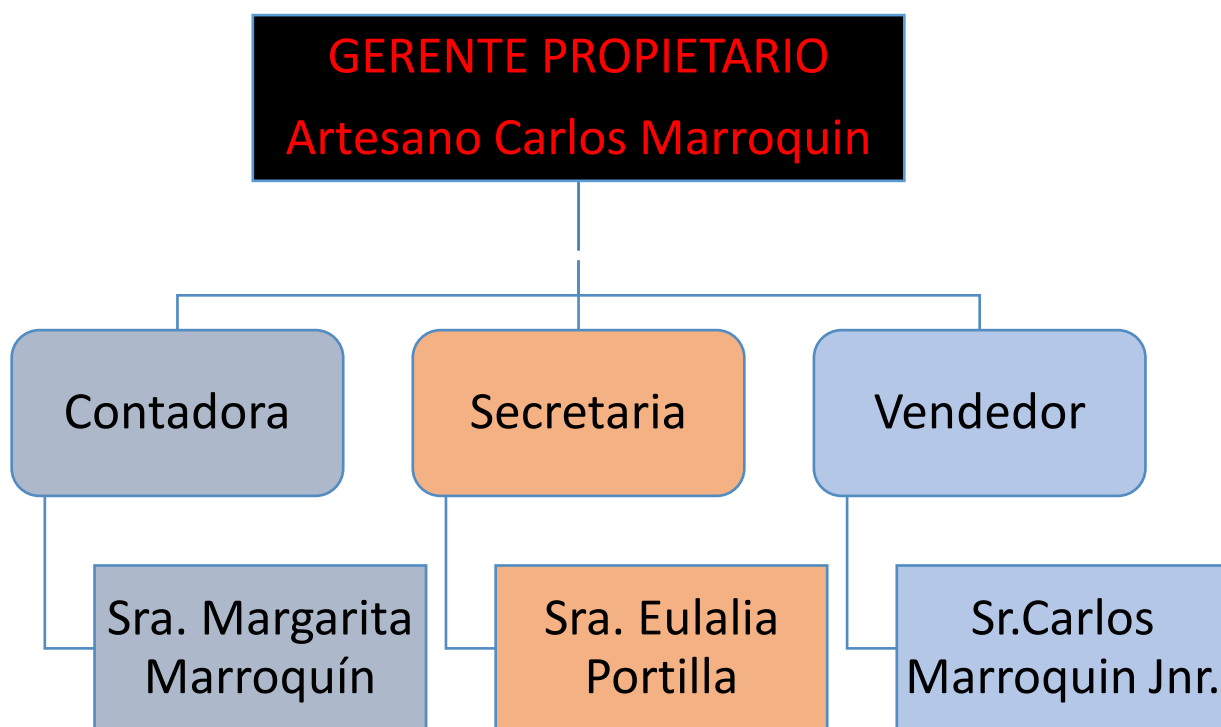 GERENTE PROPIETARIO
Artesano Carlos Marroquin
Contadora
Secretaria
Vendedor
Sra. Margarita
Marroquín
Sra. Eulalia
Portilla
Sr.Carlos
Marroquin Jnr.